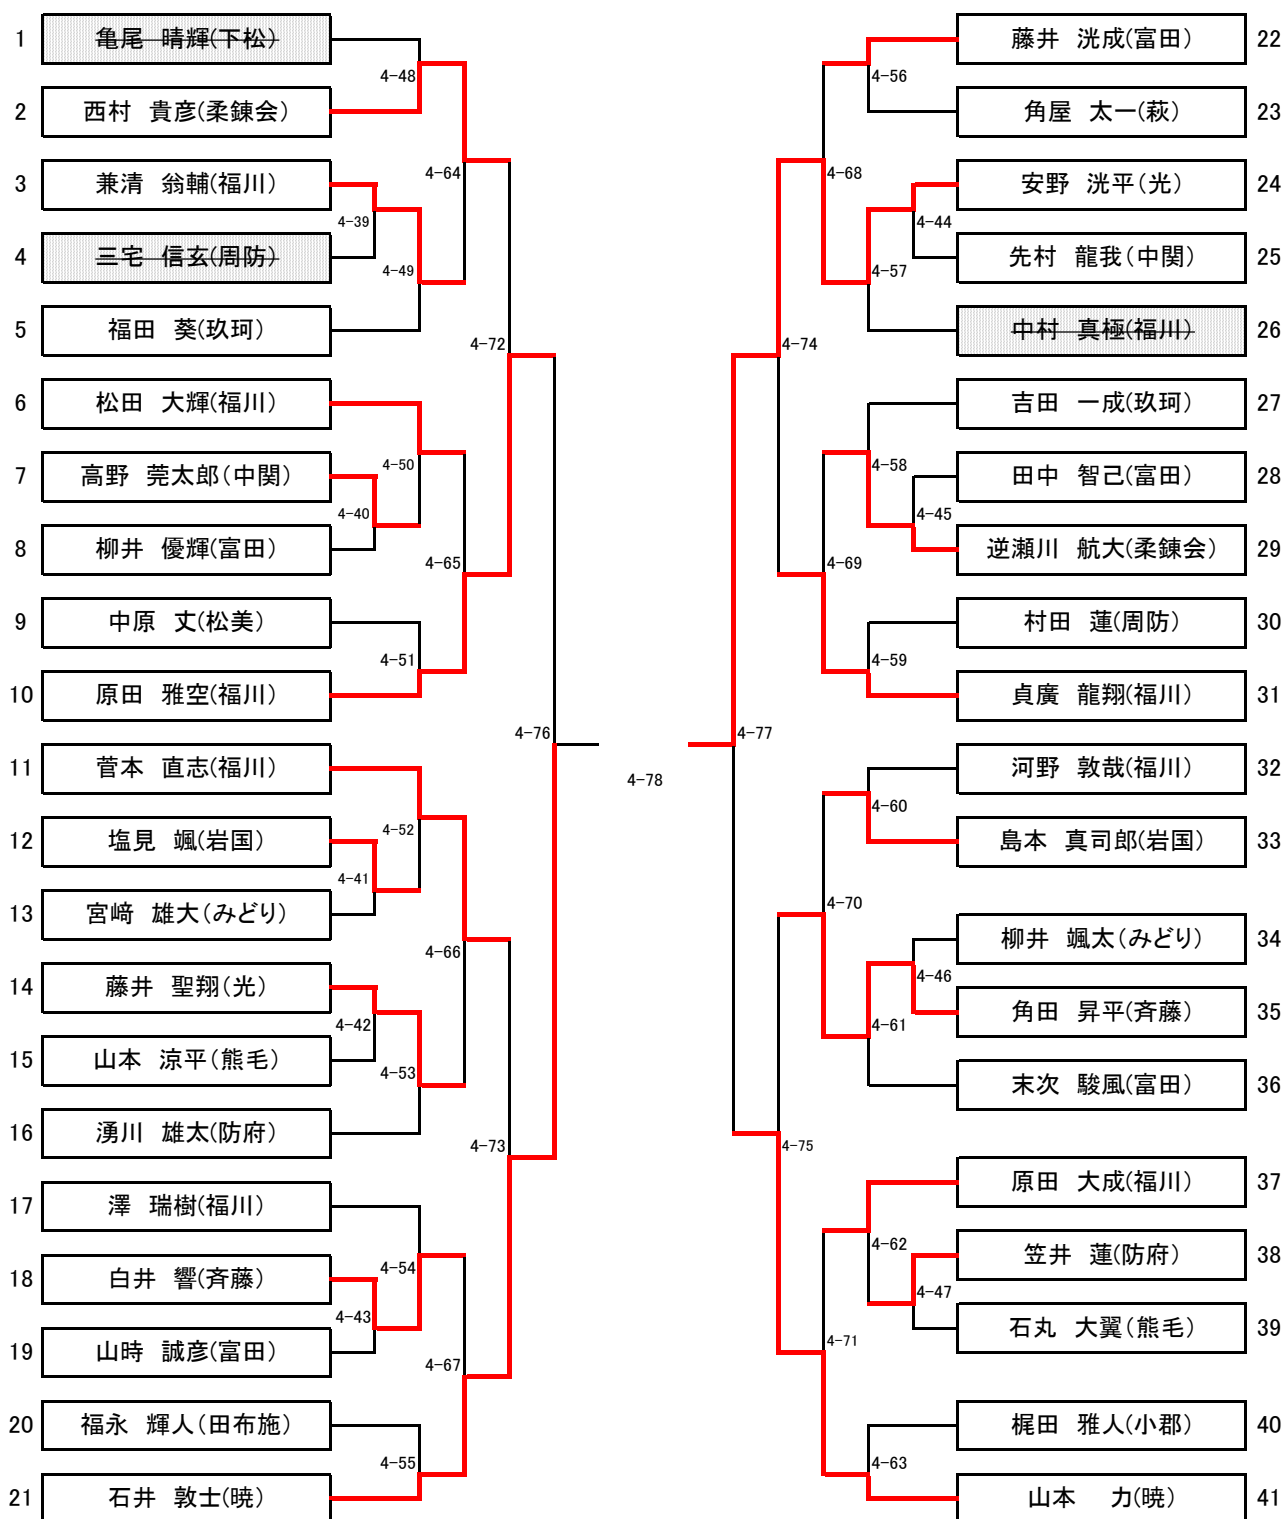 1 亀尾 晴輝(下松)
4-48
2 西村 貴彦(柔錬会)
3 兼清 翁輔(福川)
4-64
4-39
4 三宅 信玄(周防)
4-49
5 福田 葵(玖珂)
4-72
6 松田 大輝(福川)
4-50
7 高野 莞太郎(中関)
4-40
8 柳井 優輝(富田)
4-65
9 中原 丈(松美)
4-51
10 原田 雅空(福川)
4-76
11 菅本 直志(福川)
4-52
12 塩見 颯(岩国)
4-41
13 宮﨑 雄大(みどり)
4-66
14 藤井 聖翔(光)
4-42
15 山本 涼平(熊毛)
4-53
16 湧川 雄太(防府)
4-73
17 澤 瑞樹(福川)
4-54
18 白井 響(斉藤)
4-43
19 山時 誠彦(富田)
4-67
20 福永 輝人(田布施)
4-55
21 石井 敦士(暁)
4-78
藤井 洸成(富田) 22
4-56
角屋 太一(萩) 23
4-68
安野 洸平(光) 24
4-44
先村 龍我(中関) 25
4-57
中村 真極(福川) 26
4-74
吉田 一成(玖珂) 27
4-58
田中 智己(富田) 28
4-45
逆瀬川 航大(柔錬会) 29
4-69
村田 蓮(周防) 30
4-59
貞廣 龍翔(福川) 31
4-77
河野 敦哉(福川) 32
4-60
島本 真司郎(岩国) 33
4-70
柳井 颯太(みどり) 34
4-46
角田 昇平(斉藤) 35
4-61
末次 駿風(富田) 36
4-75
原田 大成(福川) 37
4-62
笠井 蓮(防府) 38
4-47
石丸 大翼(熊毛) 39
4-71
梶田 雅人(小郡) 40
4-63
山本 力(暁) 41